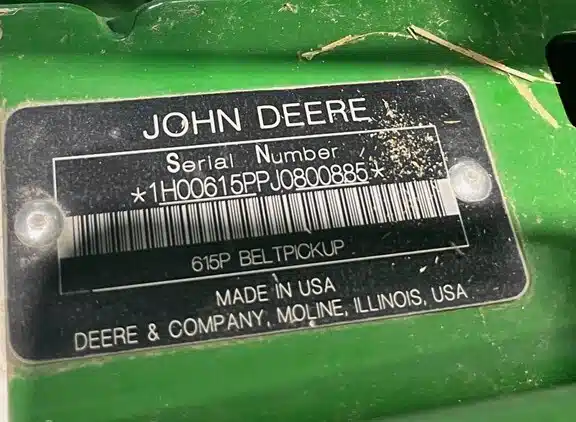 JOHN DEERE
Serial Number
*1H00615PPJ0800885*
615P BELTPICKUP
MADE IN USA
DEERE & COMPANY, MOLINE, ILLINOIS, USA